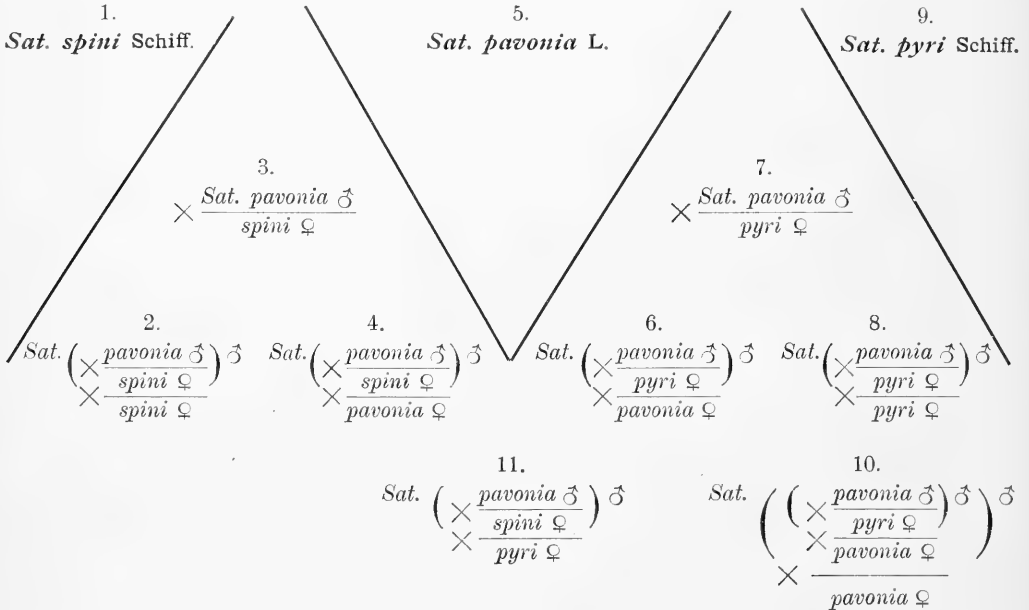 1.
Sat. spini Schiff.
5.
Sat. pavonia L.
9.
Sat. pyri Schiff.
3.
× Sat. pavonia ♂
spini ♀
7.
× Sat. pavonia ♂
pyri ♀
2.
Sat. (× pavonia ♂) ♂
spini ♀
× spini ♀
4.
Sat. (× pavonia ♂) ♂
spini ♀
× pavonia ♀
6.
Sat. (× pavonia ♂) ♂
pyri ♀
× pavonia ♀
8.
Sat. (× pavonia ♂) ♂
pyri ♀
× pyri ♀
11.
Sat. (× pavonia ♂) ♂
spini ♀
× pyri ♀
10.
Sat. ((× pavonia ♂) ♂) ♂
pyri ♀
× pavonia ♀
×
pavonia ♀